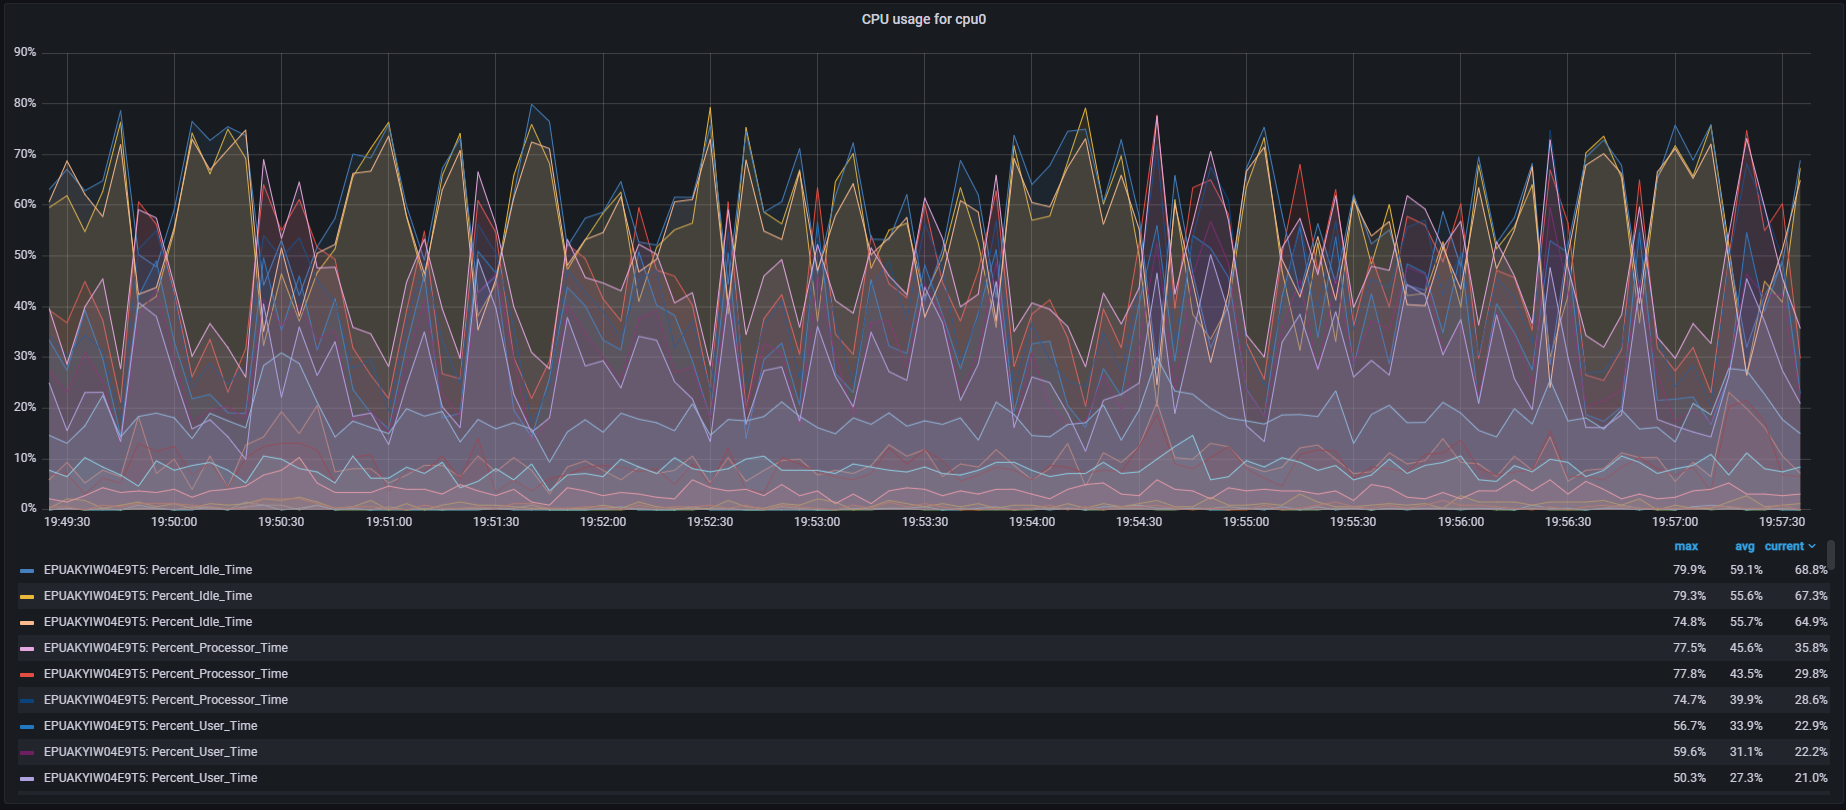 CPU usage for cpu0
90%
80%
70%
60%
50%
40%
30%
20%
10%
0%
19:49:30 19:50:00 19:50:30 19:51:00 19:51:30 19:52:00 19:52:30 19:53:00 19:53:30 19:54:00 19:54:30 19:55:00 19:55:30 19:56:00 19:56:30 19:57:00 19:57:30
max avg current
EPUAKYIW04E9T5: Percent_Idle_Time 79.9% 59.1% 68.8%
EPUAKYIW04E9T5: Percent_Idle_Time 79.3% 55.6% 67.3%
EPUAKYIW04E9T5: Percent_Idle_Time 74.8% 55.7% 64.9%
EPUAKYIW04E9T5: Percent_Processor_Time 77.5% 45.6% 35.8%
EPUAKYIW04E9T5: Percent_Processor_Time 77.8% 43.5% 29.8%
EPUAKYIW04E9T5: Percent_Processor_Time 74.7% 39.9% 28.6%
EPUAKYIW04E9T5: Percent_User_Time 56.7% 33.9% 22.9%
EPUAKYIW04E9T5: Percent_User_Time 59.6% 31.1% 22.2%
EPUAKYIW04E9T5: Percent_User_Time 50.3% 27.3% 21.0%